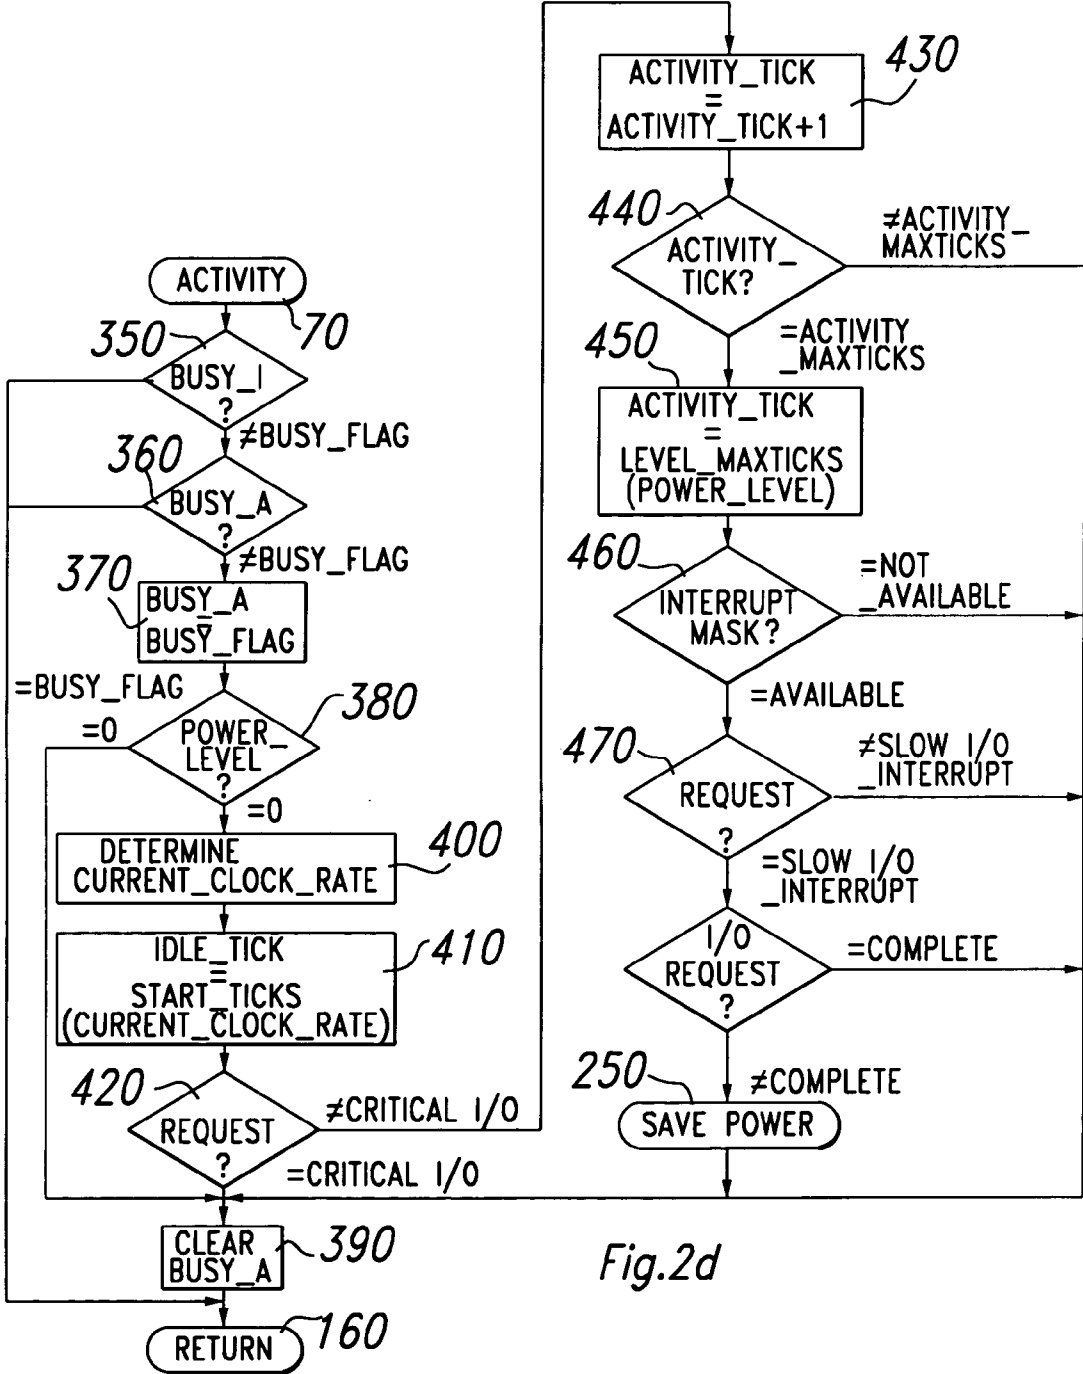 ACTIVITY
70
350
BUSY_I
?
≠BUSY_FLAG
360
BUSY_A
?
≠BUSY_FLAG
370
BUSY_A
=
BUSY_FLAG
=BUSY_FLAG
=0
380
POWER_
LEVEL
?
=0
DETERMINE
CURRENT_CLOCK_RATE
400
IDLE_TICK
=
START_TICKS
(CURRENT_CLOCK_RATE)
410
420
REQUEST
?
≠CRITICAL I/O
=CRITICAL I/O
CLEAR
BUSY_A
390
RETURN
160
ACTIVITY_TICK
=
ACTIVITY_TICK+1
430
440
ACTIVITY_
TICK?
≠ACTIVITY_
MAXTICKS
=ACTIVITY
_MAXTICKS
450
ACTIVITY_TICK
=
LEVEL_MAXTICKS
(POWER_LEVEL)
460
INTERRUPT
MASK?
=NOT
_AVAILABLE
=AVAILABLE
470
REQUEST
?
≠SLOW I/O
_INTERRUPT
=SLOW I/O
_INTERRUPT
I/O
REQUEST
?
=COMPLETE
≠COMPLETE
250
SAVE POWER
Fig.2d